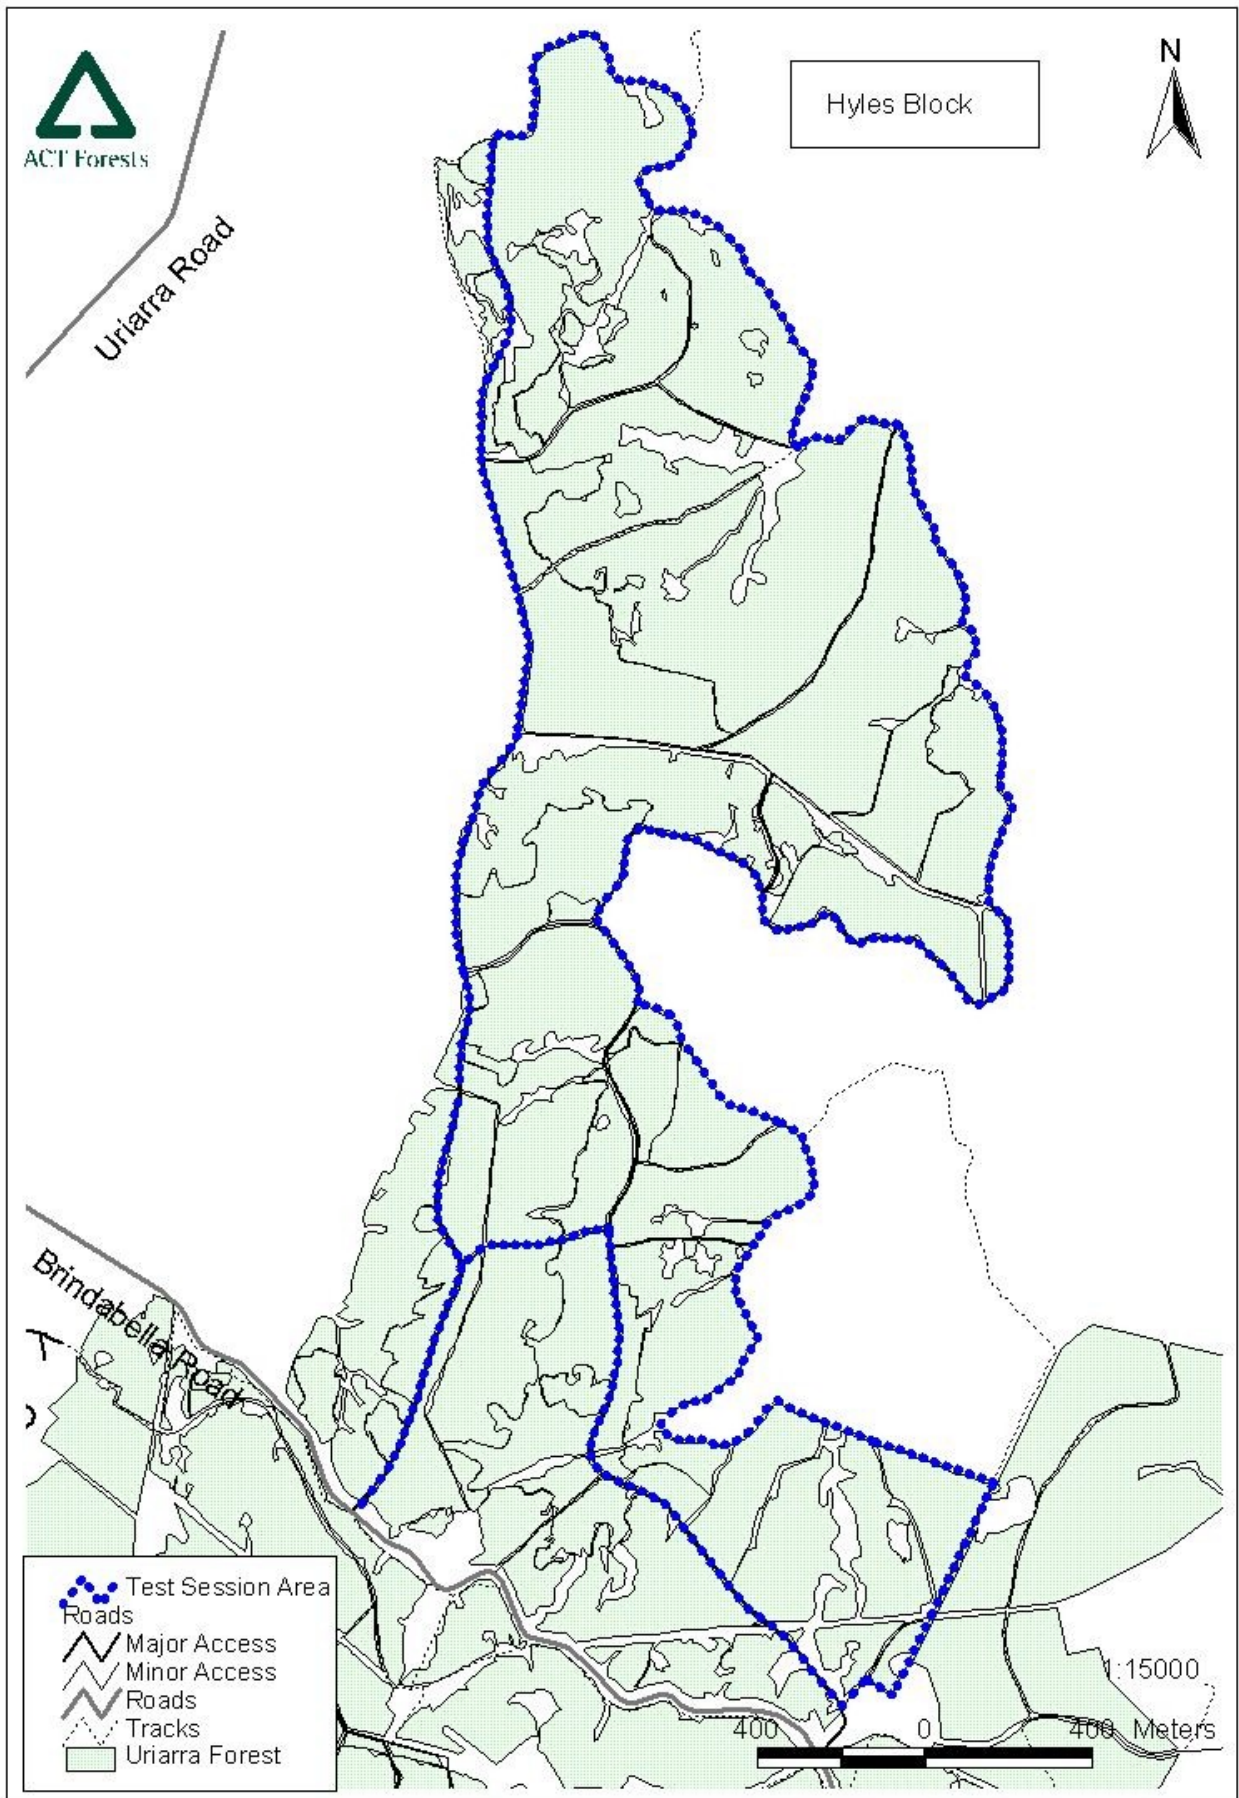 N
Hyles Block
ACT Forests
Uriarra Road
Brindabella Road
Test Session Area
Roads
Major Access
Minor Access
Roads
Tracks
Uriarra Forest
1:15000
400 0 400 Meters